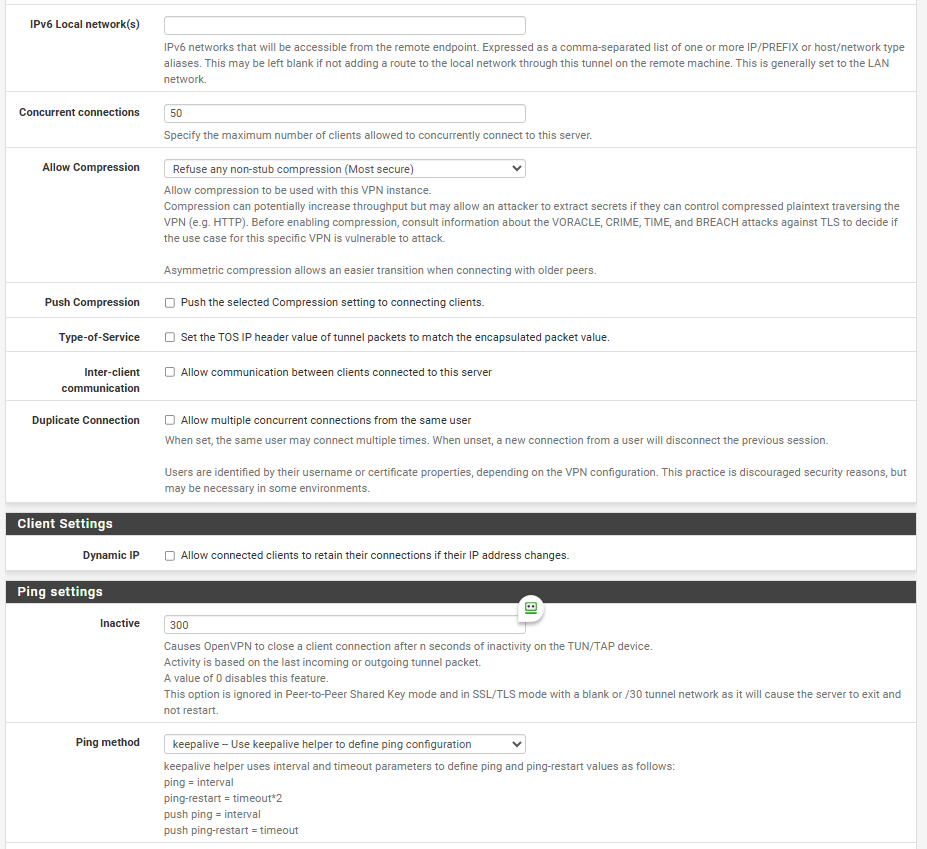 IPv6 Local network(s)
IPv6 networks that will be accessible from the remote endpoint. Expressed as a comma-separated list of one or more IP/PREFIX or host/network type
aliases. This may be left blank if not adding a route to the local network through this tunnel on the remote machine. This is generally set to the LAN
network.
Concurrent connections
50
Specify the maximum number of clients allowed to concurrently connect to this server.
Allow Compression
Refuse any non-stub compression (Most secure)
Allow compression to be used with this VPN instance.
Compression can potentially increase throughput but may allow an attacker to extract secrets if they can control compressed plaintext traversing the
VPN (e.g. HTTP). Before enabling compression, consult information about the VORACLE, CRIME, TIME, and BREACH attacks against TLS to decide if
the use case for this specific VPN is vulnerable to attack.
Asymmetric compression allows an easier transition when connecting with older peers.
Push Compression
Push the selected Compression setting to connecting clients.
Type-of-Service
Set the TOS IP header value of tunnel packets to match the encapsulated packet value.
Inter-client
communication
Allow communication between clients connected to this server
Duplicate Connection
Allow multiple concurrent connections from the same user
When set, the same user may connect multiple times. When unset, a new connection from a user will disconnect the previous session.
Users are identified by their username or certificate properties, depending on the VPN configuration. This practice is discouraged security reasons, but
may be necessary in some environments.
Client Settings
Dynamic IP
Allow connected clients to retain their connections if their IP address changes.
Ping settings
Inactive
300
Causes OpenVPN to close a client connection after n seconds of inactivity on the TUN/TAP device.
Activity is based on the last incoming or outgoing tunnel packet.
A value of 0 disables this feature.
This option is ignored in Peer-to-Peer Shared Key mode and in SSL/TLS mode with a blank or /30 tunnel network as it will cause the server to exit and
not restart.
Ping method
keepalive -- Use keepalive helper to define ping configuration
keepalive helper uses interval and timeout parameters to define ping and ping-restart values as follows:
ping = interval
ping-restart = timeout*2
push ping = interval
push ping-restart = timeout